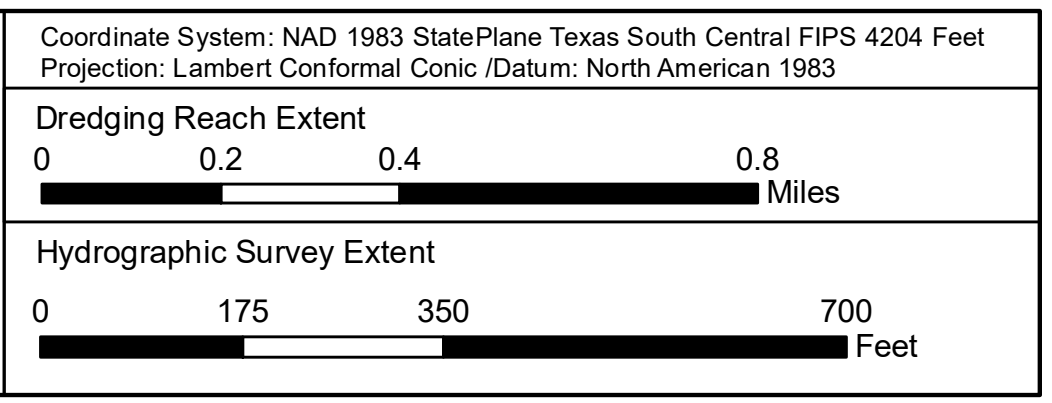 Coordinate System: NAD 1983 StatePlane Texas South Central FIPS 4204 Feet
Projection: Lambert Conformal Conic /Datum: North American 1983
Dredging Reach Extent
0 0.2 0.4 0.8
Miles
Hydrographic Survey Extent
0 175 350 700
Feet